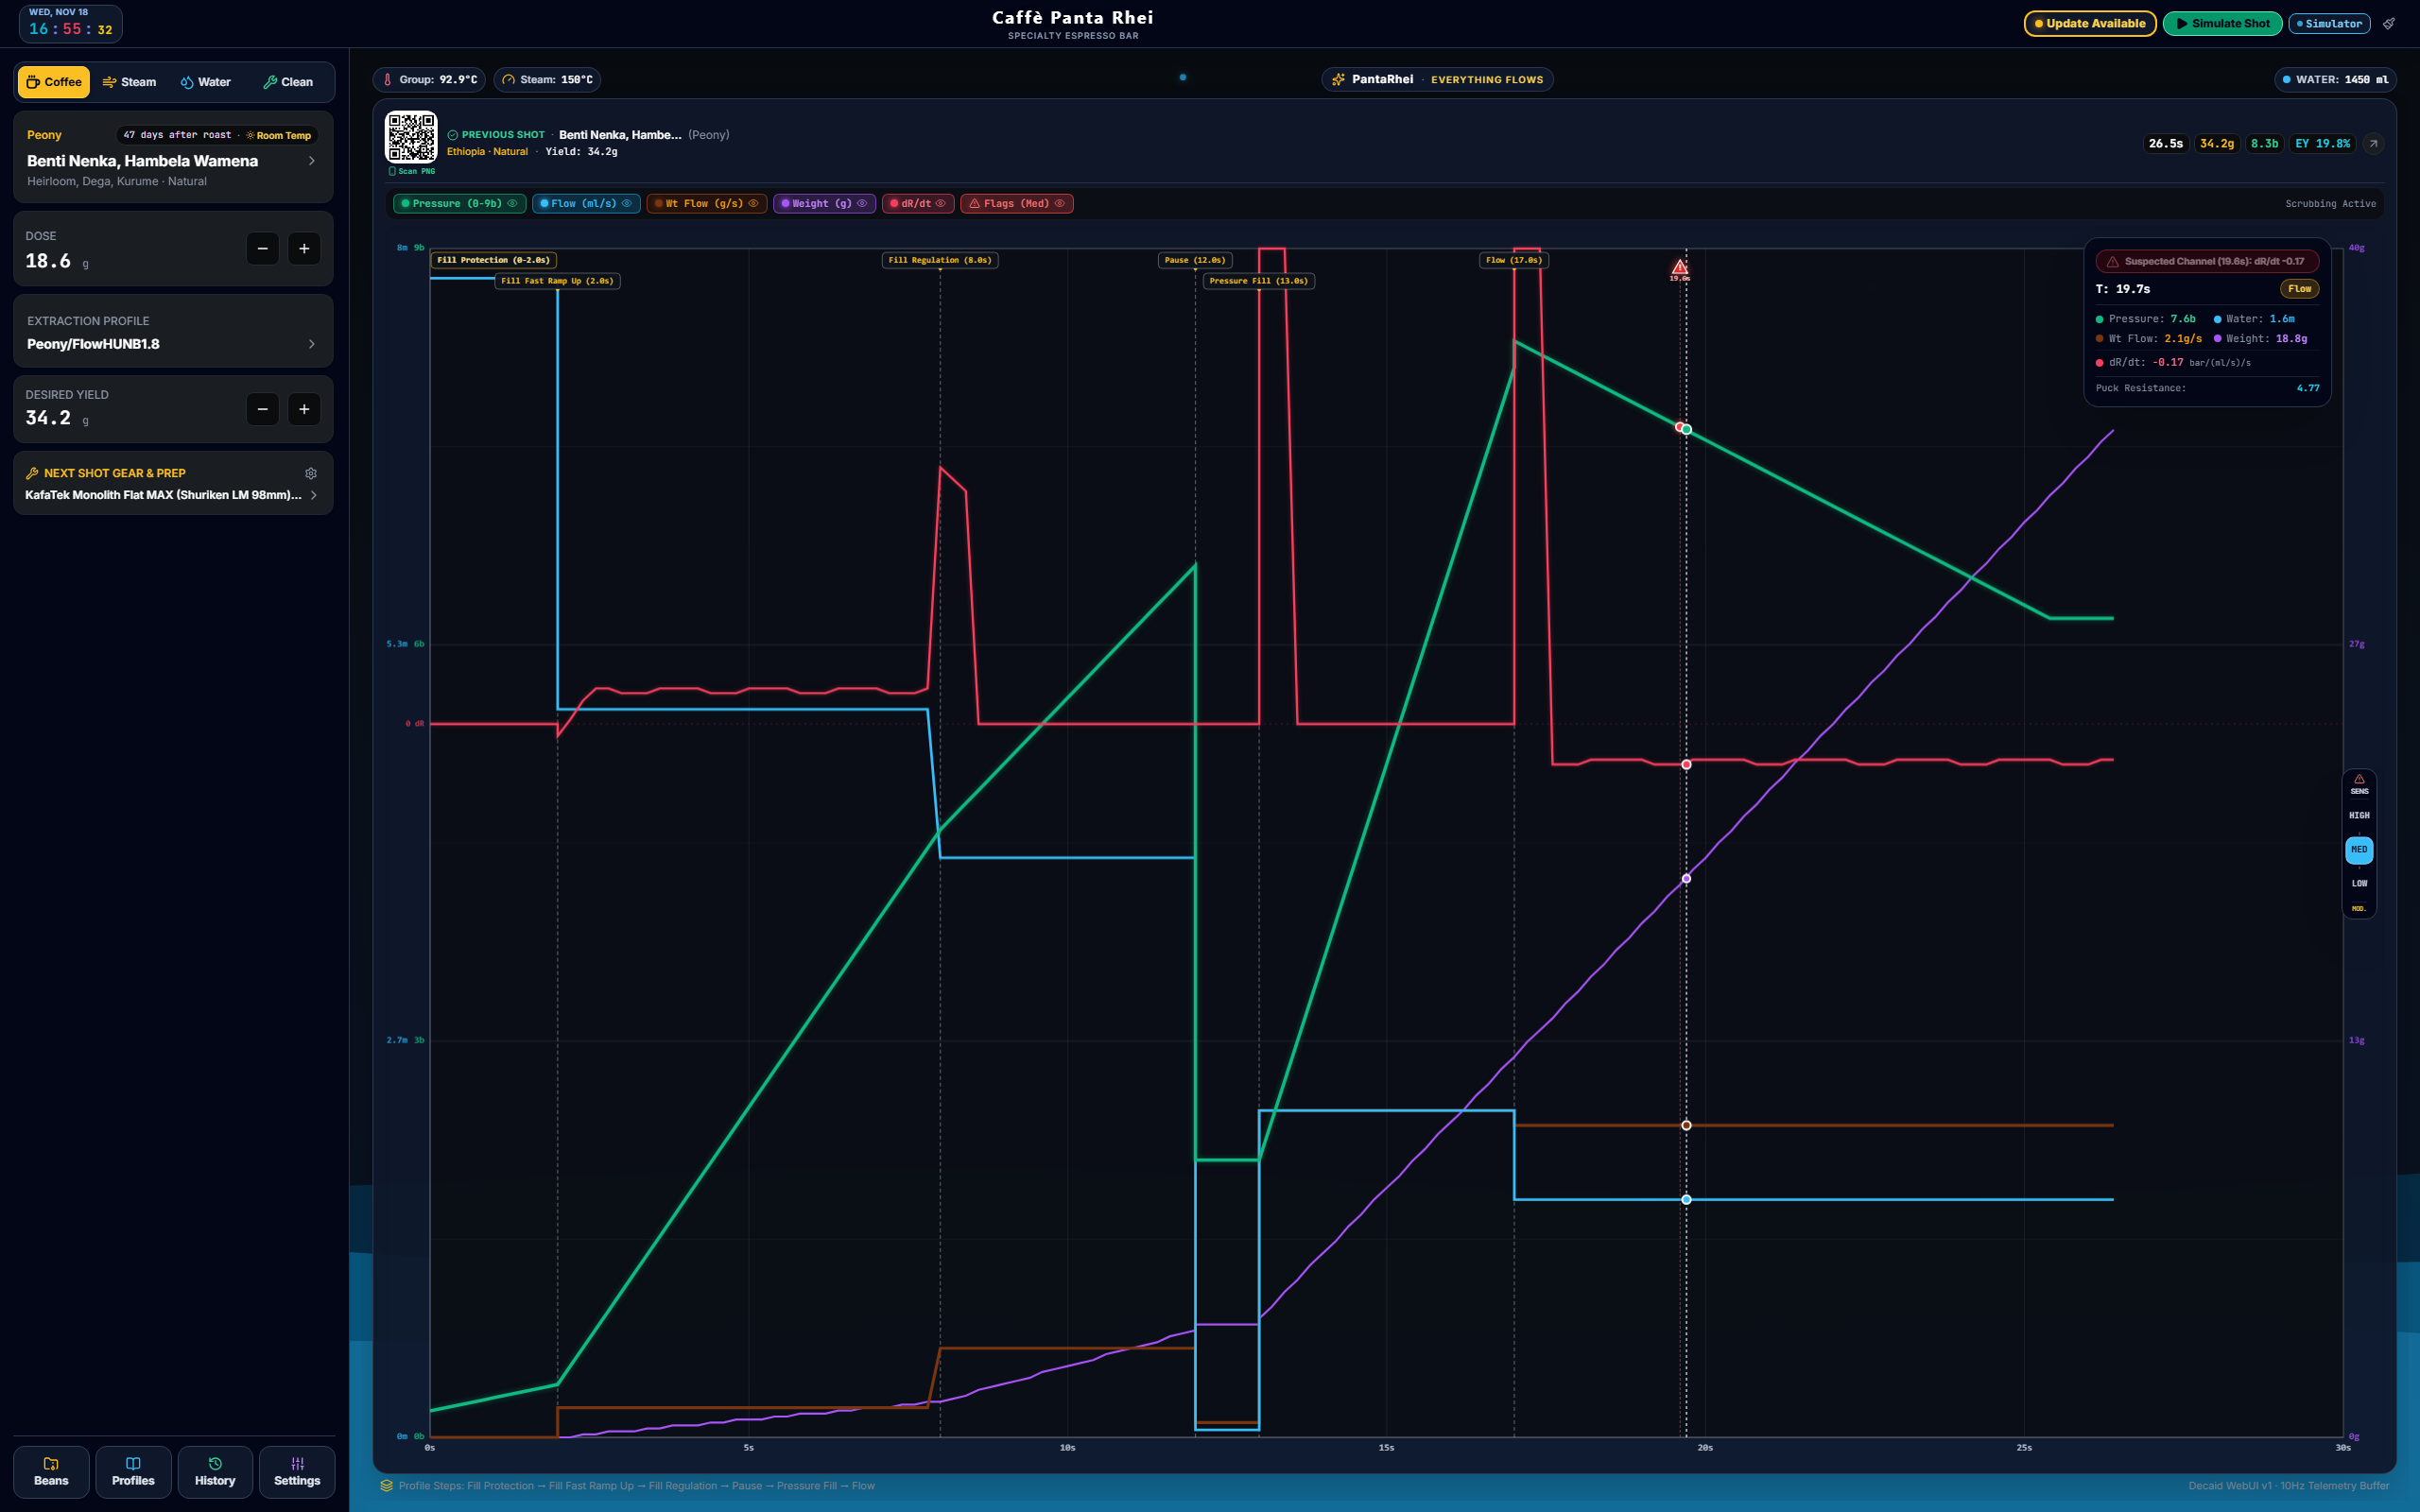 WED, NOV 18
16:55:32
Caffè Panta Rhei
SPECIALTY ESPRESSO BAR
Update Available
Simulate Shot
Simulator
Coffee
Steam
Water
Clean
Group: 92.9°C
Steam: 150°C
PantaRhei · EVERYTHING FLOWS
WATER: 1450 ml
Peony
47 days after roast · Room Temp
Benti Nenka, Hambela Wamena
Heirloom, Dega, Kurume · Natural
DOSE
18.6 g
− +
EXTRACTION PROFILE
Peony/FlowHUNB1.8
DESIRED YIELD
34.2 g
− +
NEXT SHOT GEAR & PREP
KafaTek Monolith Flat MAX (Shuriken LM 98mm)...
Beans
Profiles
History
Settings
PREVIOUS SHOT · Benti Nenka, Hambe... (Peony)
Ethiopia · Natural · Yield: 34.2g
Scan PNG
26.5s
34.2g
8.3b
EY 19.8%
Pressure (0-9b)
Flow (ml/s)
Wt Flow (g/s)
Weight (g)
dR/dt
Flags (Med)
Scrubbing Active
8m 9b
5.3m 6b
0 dR
2.7m 3b
0m 0b
Fill Protection (0-2.0s)
Fill Fast Ramp Up (2.0s)
Fill Regulation (8.0s)
Pause (12.0s)
Pressure Fill (13.0s)
Flow (17.0s)
19.6s
Suspected Channel (19.6s): dR/dt -0.17
T: 19.7s
Flow
Pressure: 7.6b
Water: 1.6m
Wt Flow: 2.1g/s
Weight: 18.8g
dR/dt: -0.17 bar/(ml/s)/s
Puck Resistance: 4.77
40g
27g
13g
0g
SENS
HIGH
MED
LOW
MOD.
0s
5s
10s
15s
20s
25s
30s
Profile Steps: Fill Protection → Fill Fast Ramp Up → Fill Regulation → Pause → Pressure Fill → Flow
Decaid WebUI v1 · 10Hz Telemetry Buffer